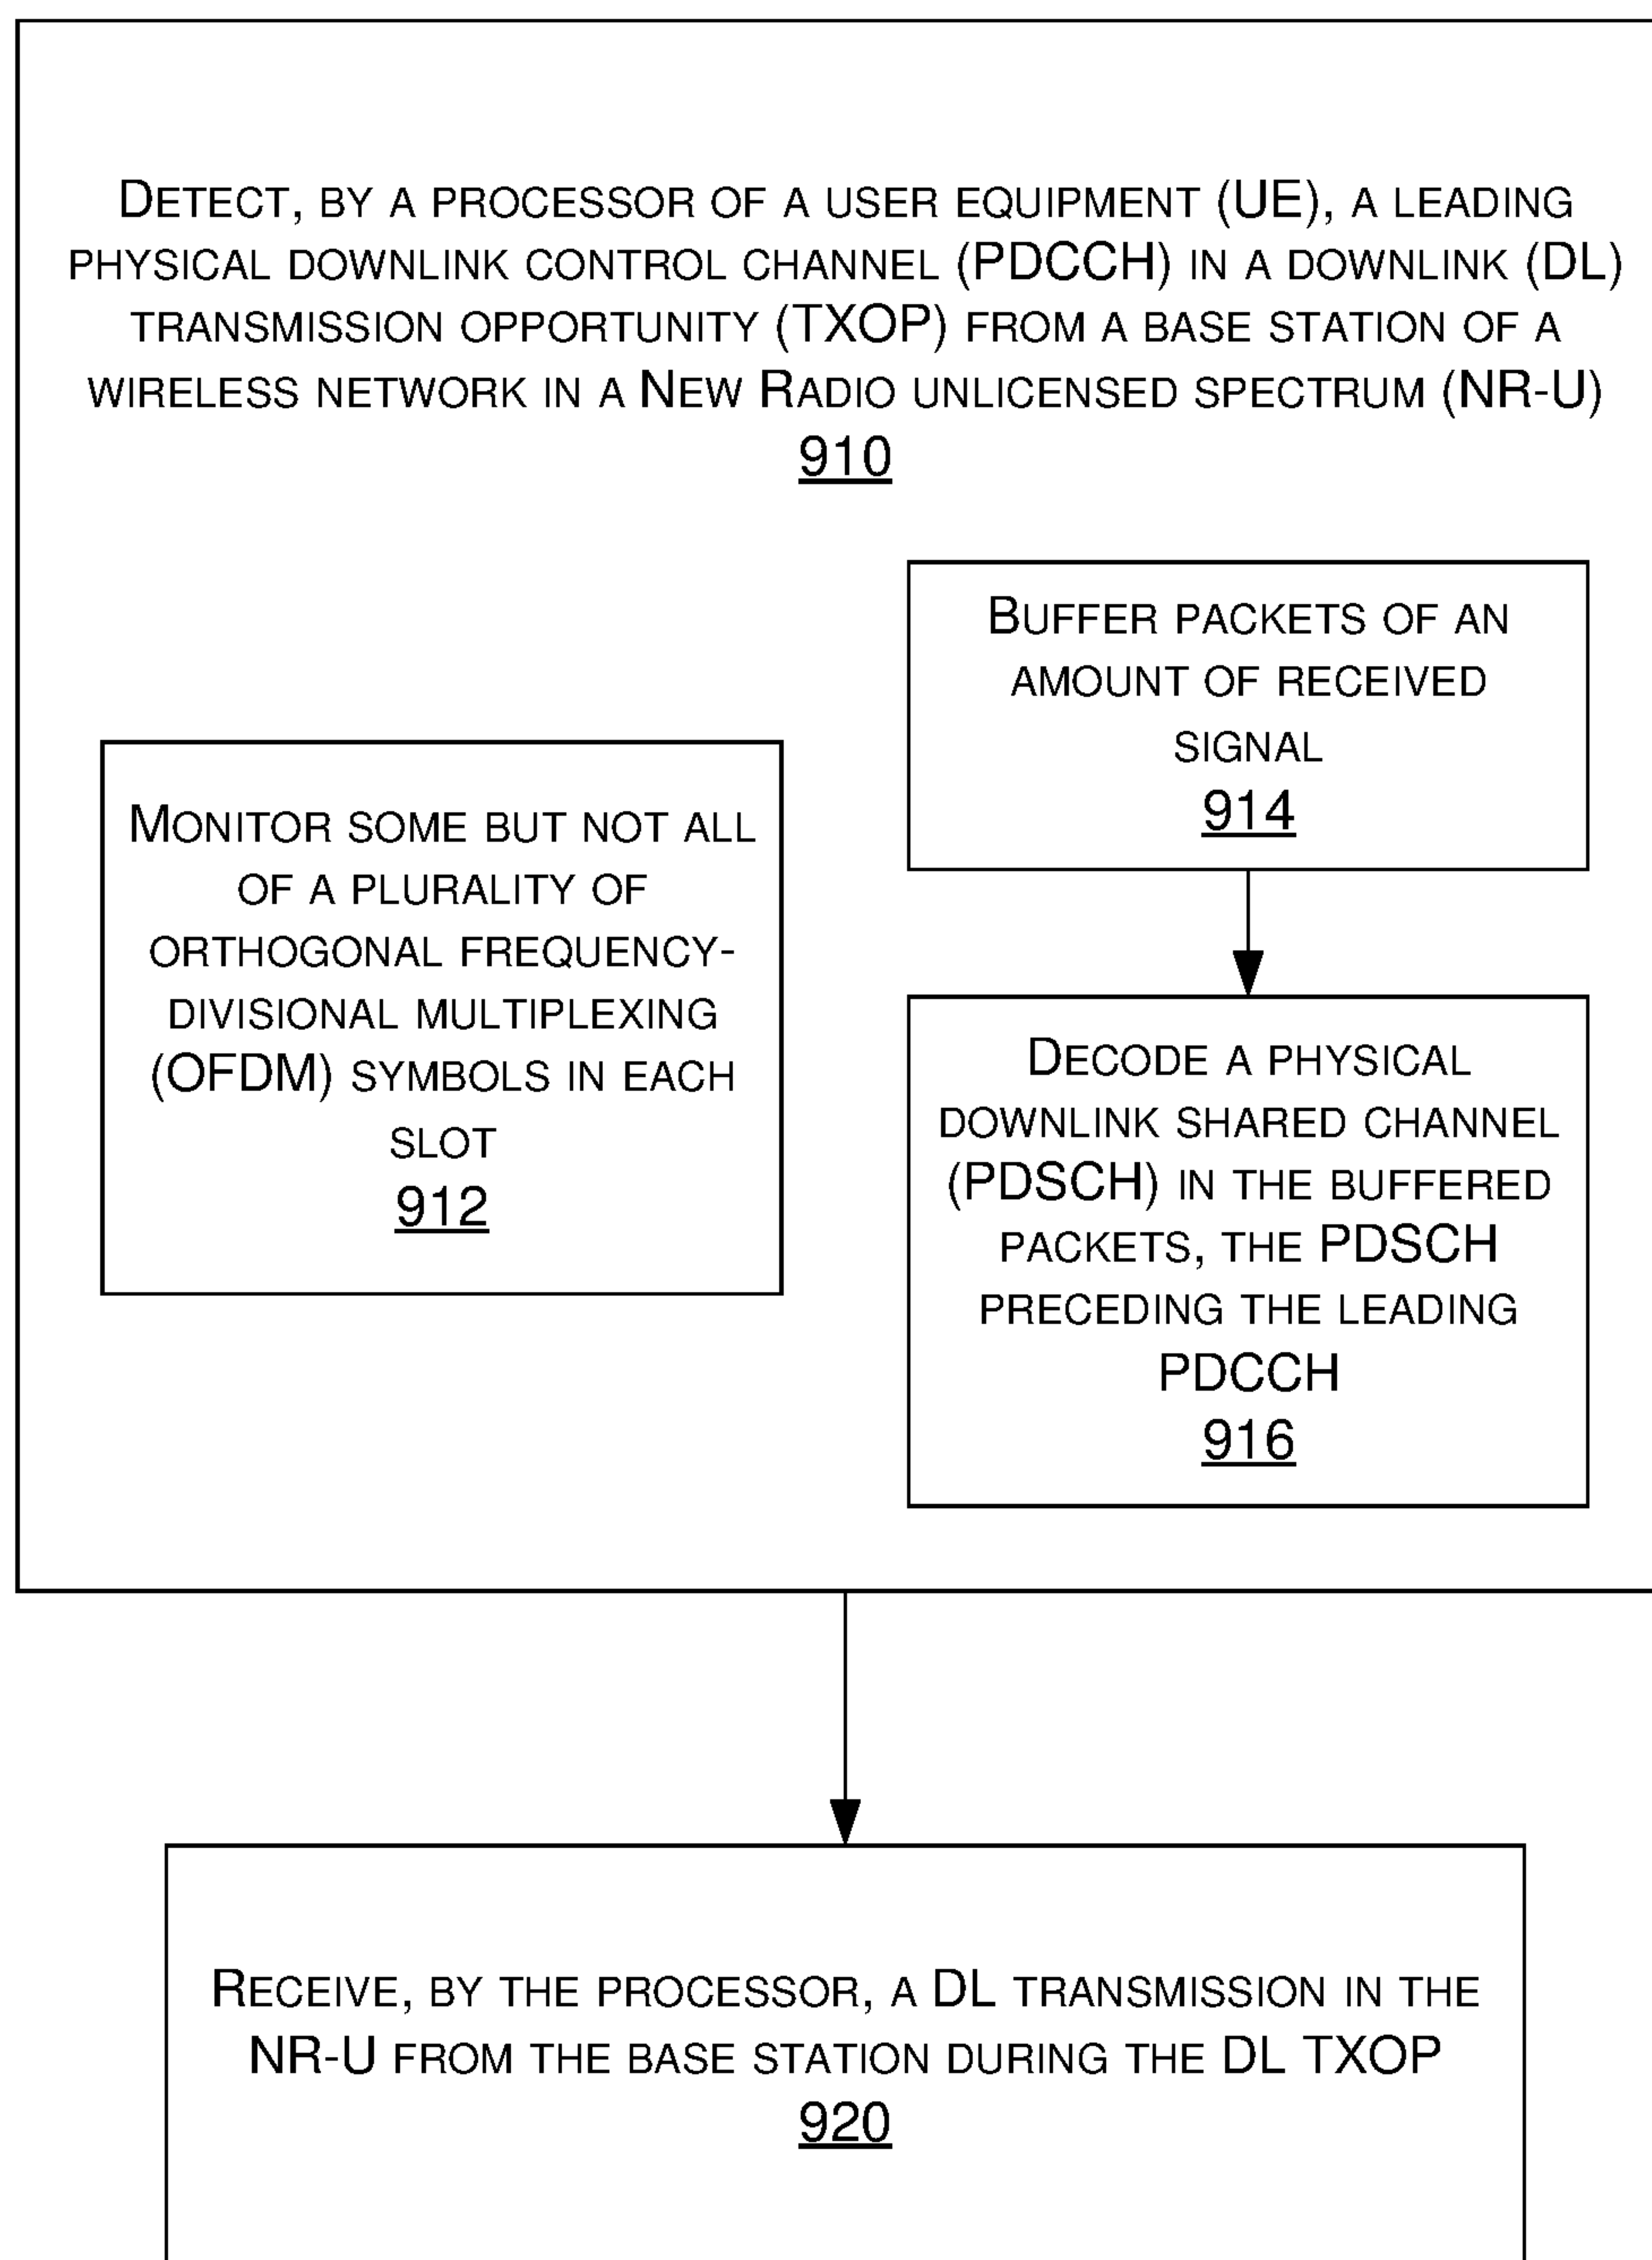 DETECT, BY A PROCESSOR OF A USER EQUIPMENT (UE), A LEADING
PHYSICAL DOWNLINK CONTROL CHANNEL (PDCCH) IN A DOWNLINK (DL)
TRANSMISSION OPPORTUNITY (TXOP) FROM A BASE STATION OF A
WIRELESS NETWORK IN A NEW RADIO UNLICENSED SPECTRUM (NR-U)
910
MONITOR SOME BUT NOT ALL
OF A PLURALITY OF
ORTHOGONAL FREQUENCY-
DIVISIONAL MULTIPLEXING
(OFDM) SYMBOLS IN EACH
SLOT
912
BUFFER PACKETS OF AN
AMOUNT OF RECEIVED
SIGNAL
914
DECODE A PHYSICAL
DOWNLINK SHARED CHANNEL
(PDSCH) IN THE BUFFERED
PACKETS, THE PDSCH
PRECEDING THE LEADING
PDCCH
916
RECEIVE, BY THE PROCESSOR, A DL TRANSMISSION IN THE
NR-U FROM THE BASE STATION DURING THE DL TXOP
920